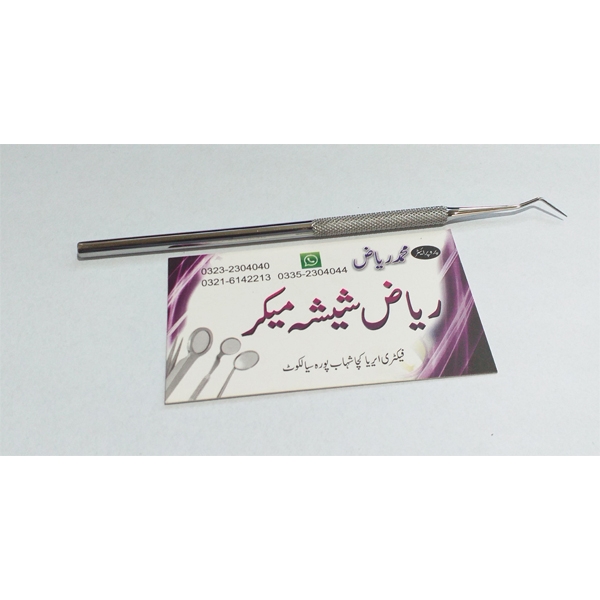 محمد ریاض
0323-2304040
0321-6142213 0335-2304044
ریاض شیشہ میکر
فیکٹری ایریا کچا شہاب پورہ سیالکوٹ